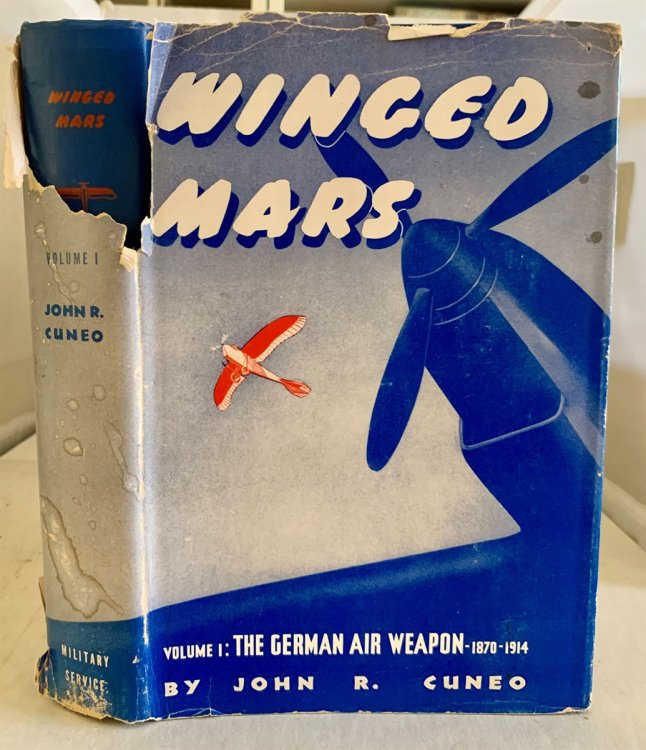 WINGED
MARS
VOLUME I
JOHN R.
CUNEO
MILITARY
SERVICE
WINGED
MARS
VOLUME I: THE GERMAN AIR WEAPON-1870-1914
BY JOHN R. CUNEO